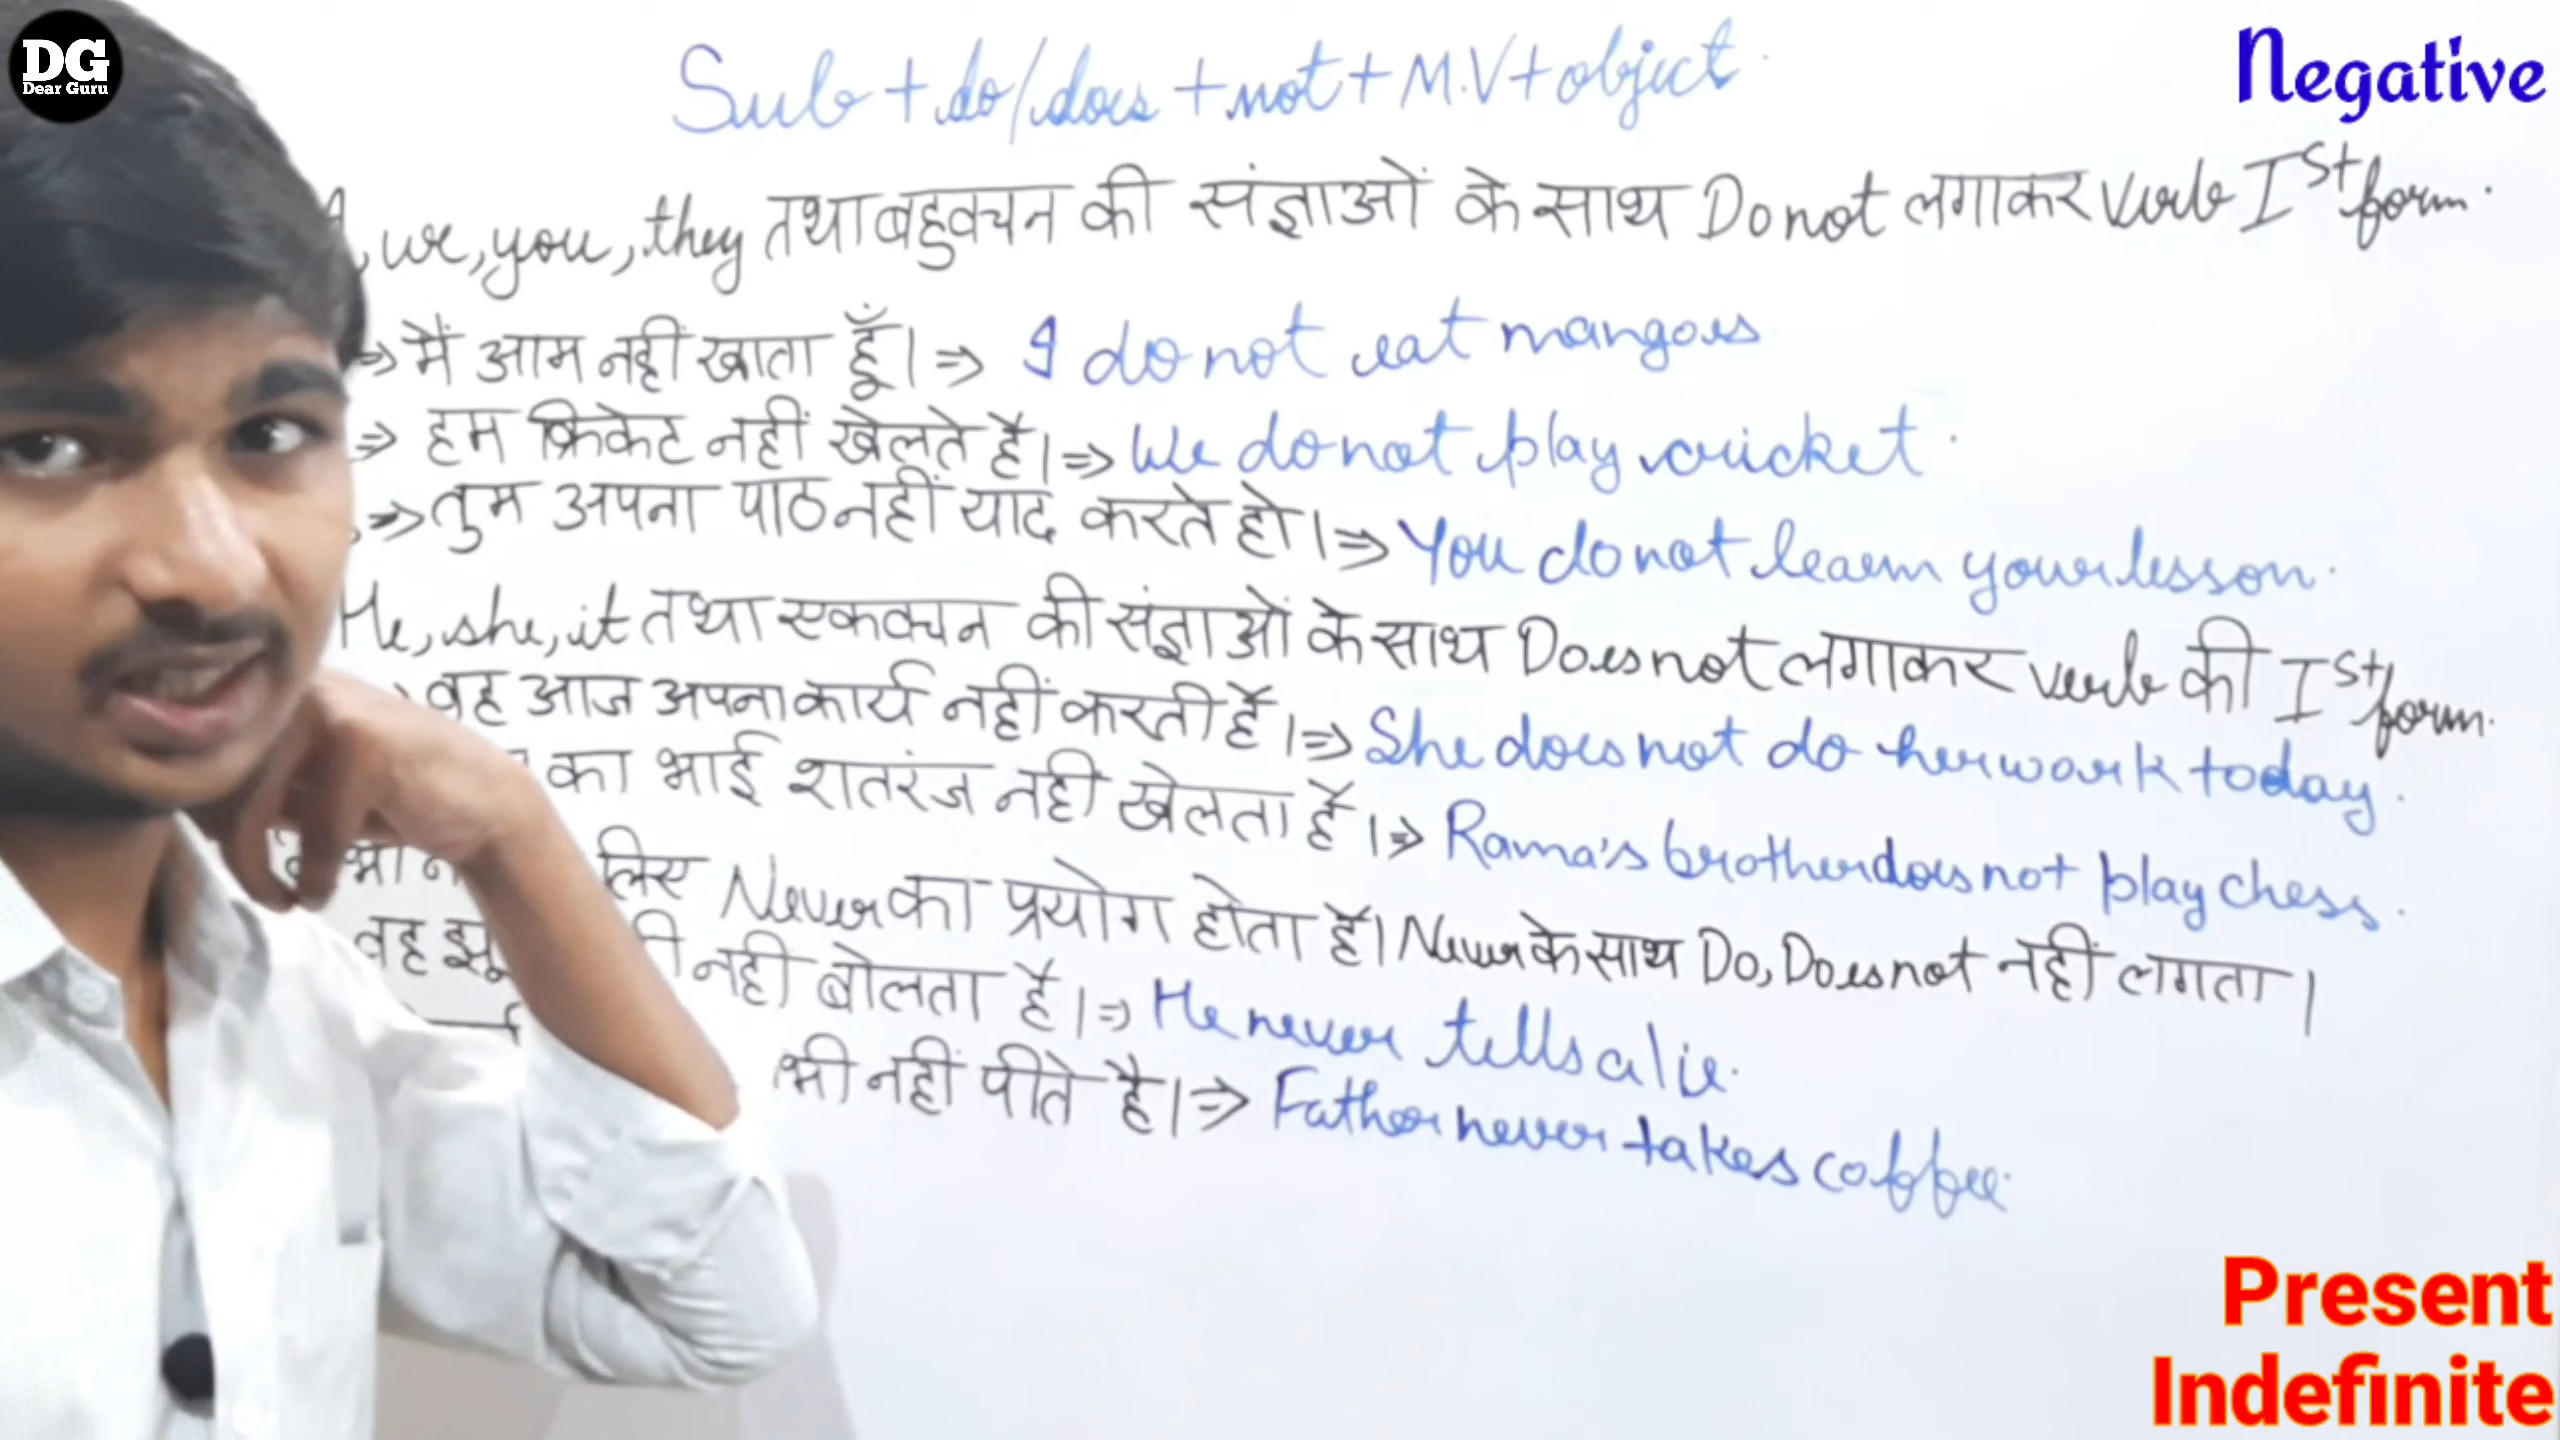 DG
Dear Guru
Negative
Sub + do/does + not + M.V + object
I, we, you, they तथा बहुवचन की संज्ञाओं के साथ Do not लगाकर Verb Ist form.
⇒ मैं आम नहीं खाता हूँ। ⇒ I do not eat mangoes
⇒ हम क्रिकेट नहीं खेलते है। ⇒ We do not play cricket.
⇒ तुम अपना पाठ नहीं याद करते हो। ⇒ You do not learn your lesson.
He, she, it तथा एकवचन की संज्ञाओं के साथ Does not लगाकर verb की Ist form.
वह आज अपना कार्य नहीं करती हैं। ⇒ She does not do her work today.
का भाई शतरंज नही खेलता हैं। ⇒ Rama's brother does not play chess.
लिए Never का प्रयोग होता हैं। Never के साथ Do, Does not नहीं लगता।
वह नही बोलता है। ⇒ He never tells a lie.
भी नहीं पीते है। ⇒ Father never takes coffee.
Present
Indefinite